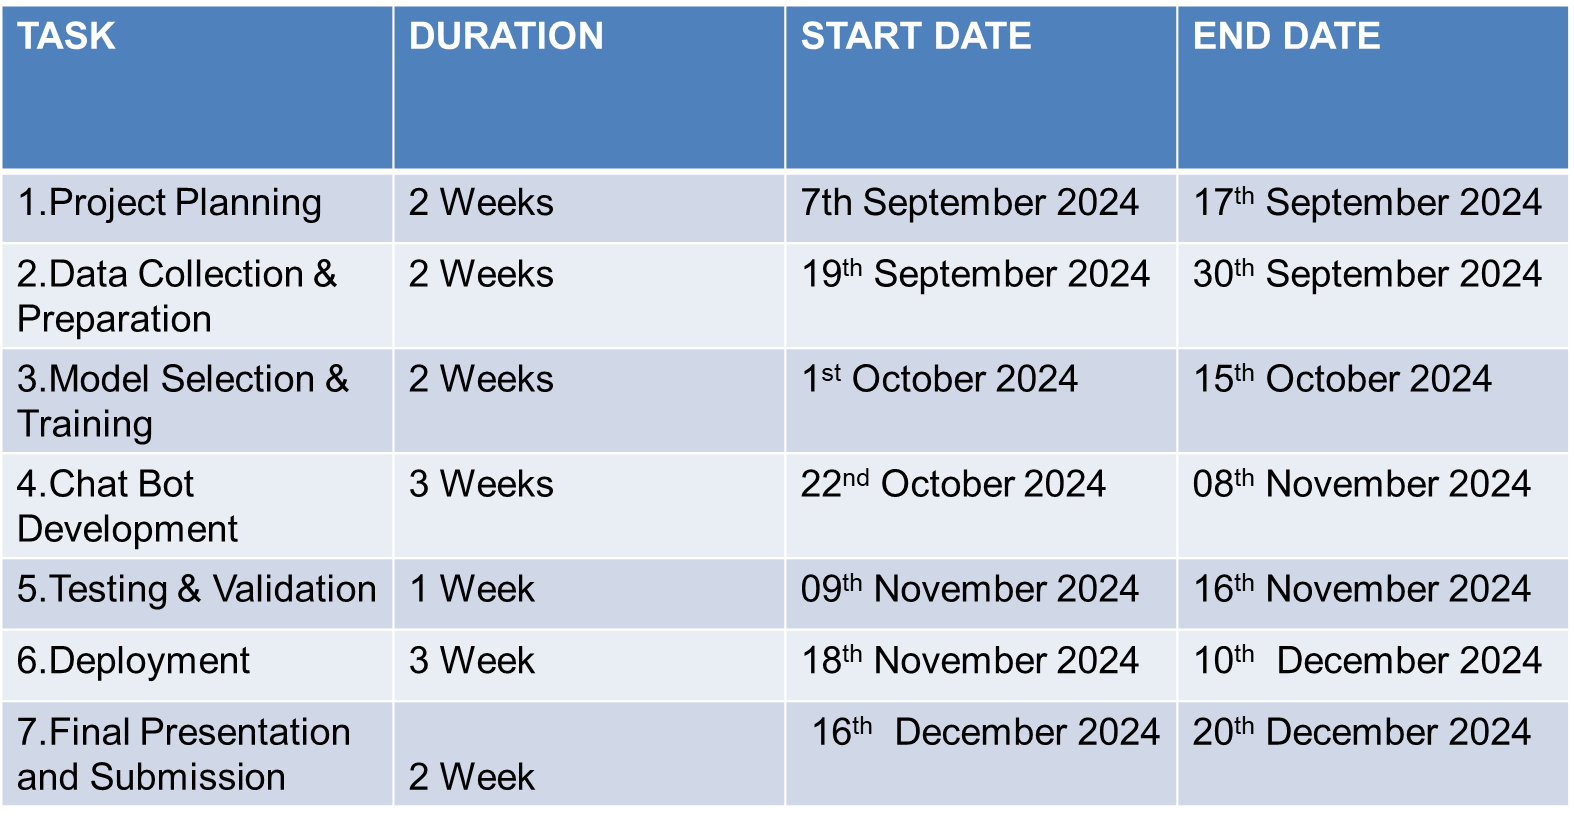 TASK DURATION START DATE END DATE
1.Project Planning 2 Weeks 7th September 2024 17th September 2024
2.Data Collection & 2 Weeks 19th September 2024 30th September 2024
Preparation
3.Model Selection & 2 Weeks 1st October 2024 15th October 2024
Training
4.Chat Bot 3 Weeks 22nd October 2024 08th November 2024
Development
5.Testing & Validation 1 Week 09th November 2024 16th November 2024
6.Deployment 3 Week 18th November 2024 10th December 2024
7.Final Presentation 16th December 2024 20th December 2024
and Submission 2 Week